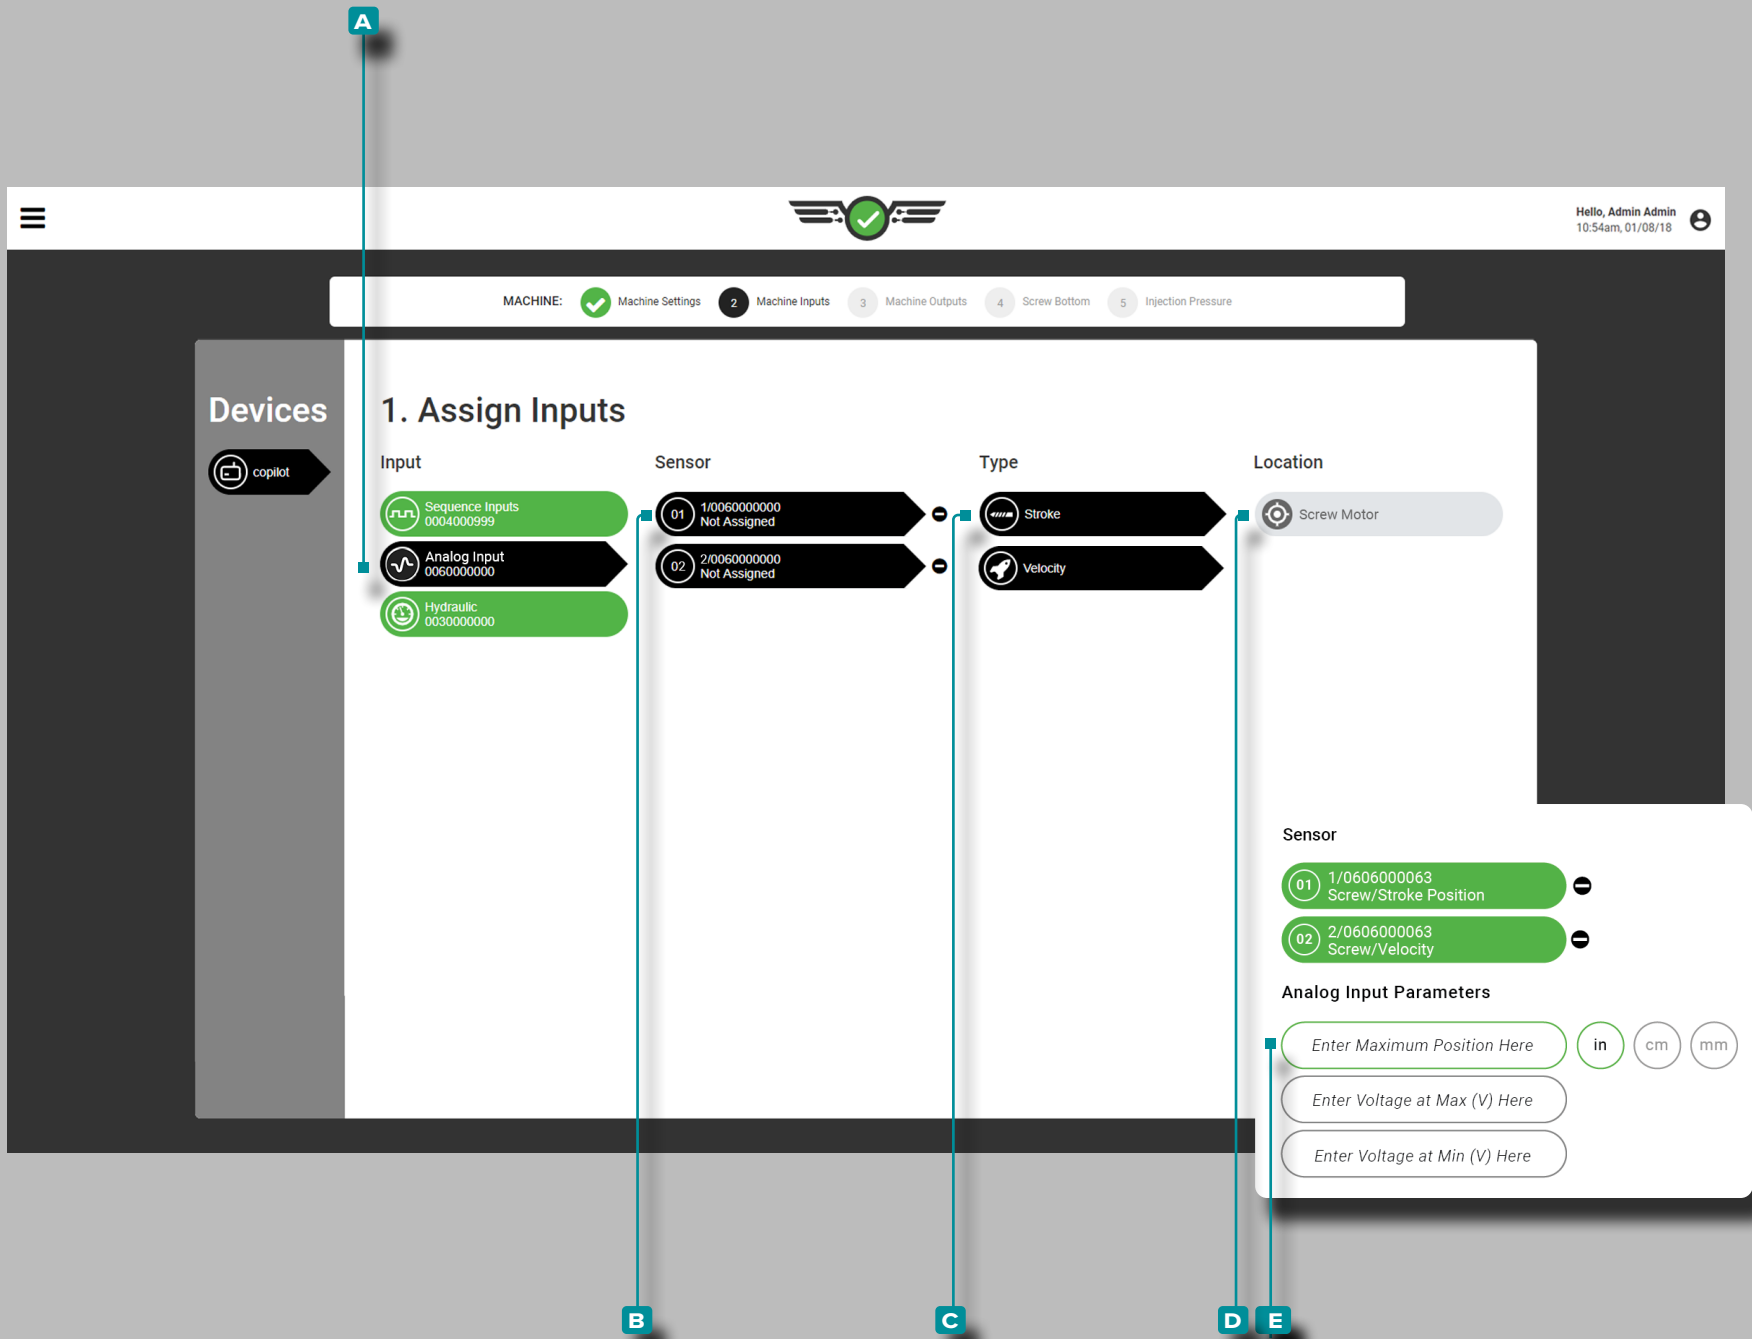 A
Hello, Admin Admin
10:54am, 01/08/18
MACHINE:
Machine Settings
2 Machine Inputs
3 Machine Outputs
4 Screw Bottom
5 Injection Pressure
Devices
copilot
1. Assign Inputs
Input
Sequence Inputs
0004000999
Analog Input
0060000000
Hydraulic
0030000000
Sensor
01 1/0060000000
Not Assigned
02 2/0060000000
Not Assigned
Type
Stroke
Velocity
Location
Screw Motor
Sensor
01 1/0606000063
Screw/Stroke Position
02 2/0606000063
Screw/Velocity
Analog Input Parameters
Enter Maximum Position Here in cm mm
Enter Voltage at Max (V) Here
Enter Voltage at Min (V) Here
B C D E